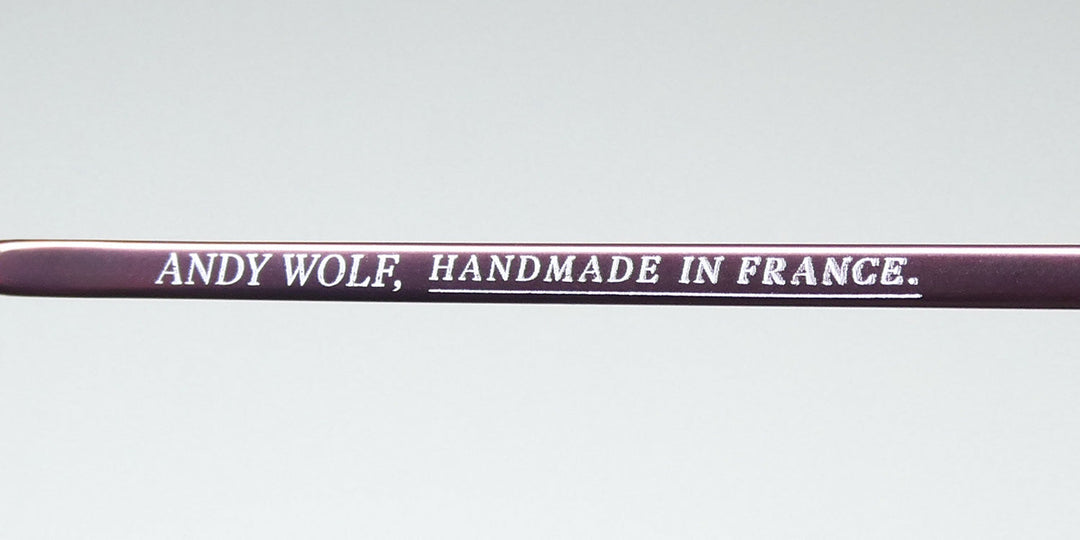 ANDY WOLF, HANDMADE IN FRANCE.